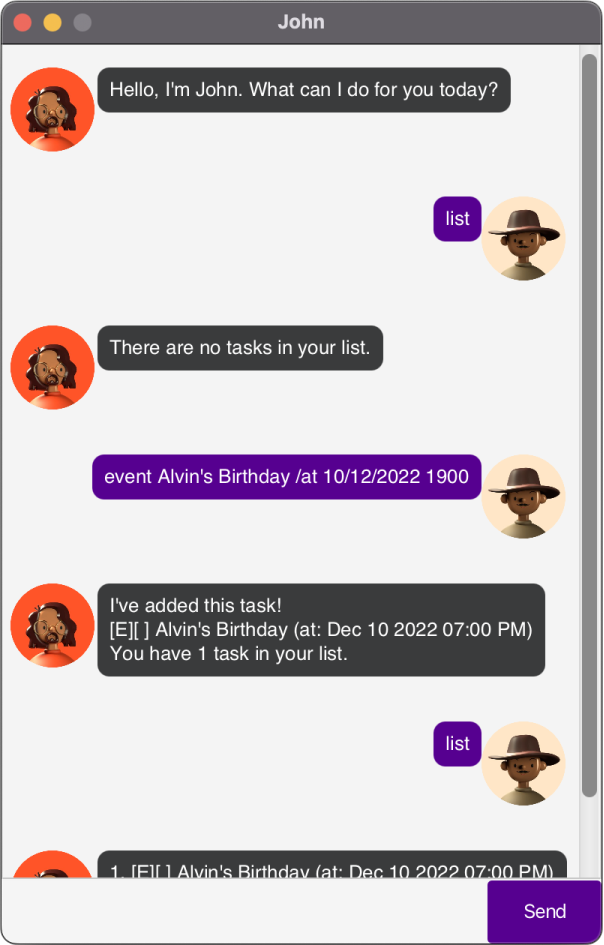 John
Hello, I'm John. What can I do for you today?
list
There are no tasks in your list.
event Alvin's Birthday /at 10/12/2022 1900
I've added this task!
[E][ ] Alvin's Birthday (at: Dec 10 2022 07:00 PM)
You have 1 task in your list.
list
1. [E][ ] Alvin's Birthday (at: Dec 10 2022 07:00 PM)
Send